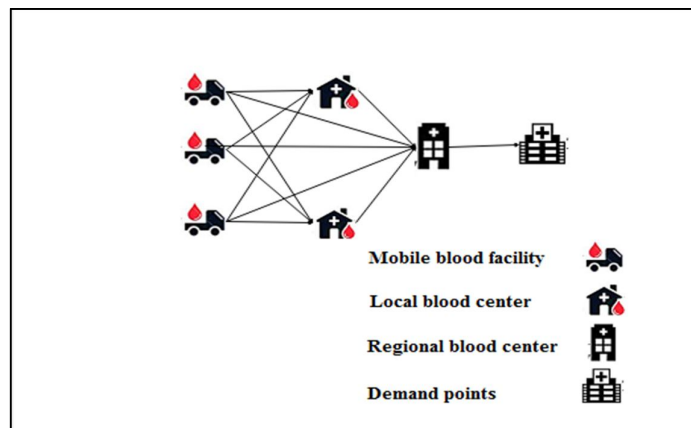 Mobile blood facility
Local blood center
Regional blood center
Demand points